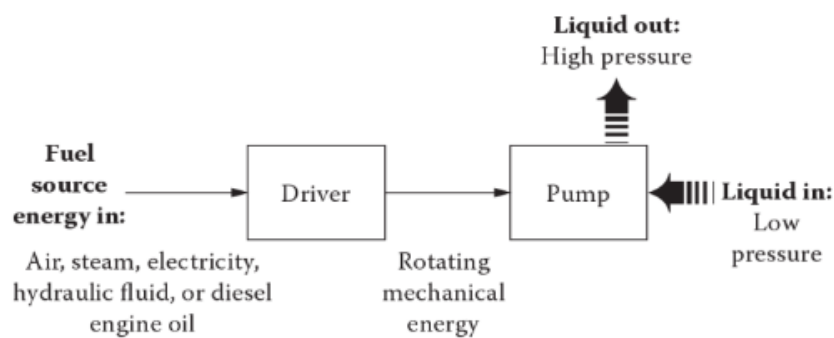 Liquid out:
High pressure
Fuel
source
energy in:
Driver
Pump
Liquid in:
Low
pressure
Air, steam, electricity,
hydraulic fluid, or diesel
engine oil
Rotating
mechanical
energy